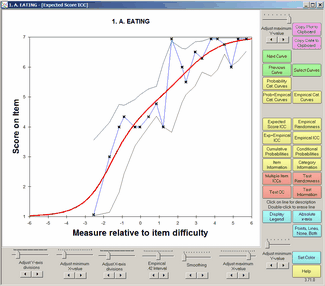 1. A. EATING - [Expected Score ICC]
1. A. EATING
Score on Item
7
6
5
4
3
2
1
-6 -5 -4 -3 -2 -1 0 1 2 3 4 5 6
Measure relative to item difficulty
Adjust maximum Y-value
Copy Plot to Clipboard
Copy Data to Clipboard
Next Curve
Previous Curve
Select Curves
Probability Cat. Curves
Prob+Empirical Cat. Curves
Empirical Cat. Curves
Expected Score ICC
Empirical Randomness
Exp+Empirical ICC
Empirical ICC
Cumulative Probabilities
Conditional Probabilities
Item Information
Category Information
Multiple Item ICCs
Test Randomness
Test CC
Test Information
Click on line for description
Double-click to erase line
Display Legend
Absolute x-axis
Points, Lines, None, Both
Adjust minimum Y-value
Set Color
Help
Adjust Y-axis divisions
Adjust minimum X-value
Adjust X-axis divisions
Empirical
Smoothing
Adjust maximum X-value